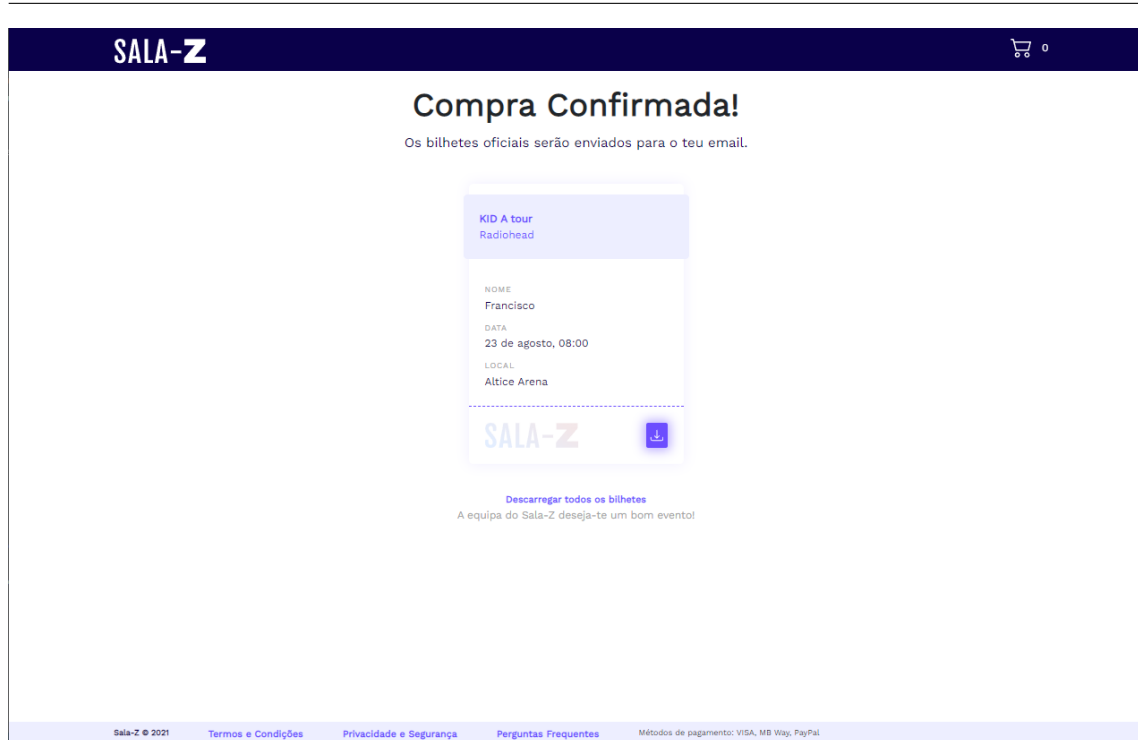 SALA-Z
0
Compra Confirmada!
Os bilhetes oficiais serão enviados para o teu email.
KID A tour
Radiohead
NOME
Francisco
DATA
23 de agosto, 08:00
LOCAL
Altice Arena
SALA-Z
Descarregar todos os bilhetes
A equipa do Sala-Z deseja-te um bom evento!
Sala-Z © 2021 Termos e Condições Privacidade e Segurança Perguntas Frequentes Métodos de pagamento: VISA, MB Way, PayPal